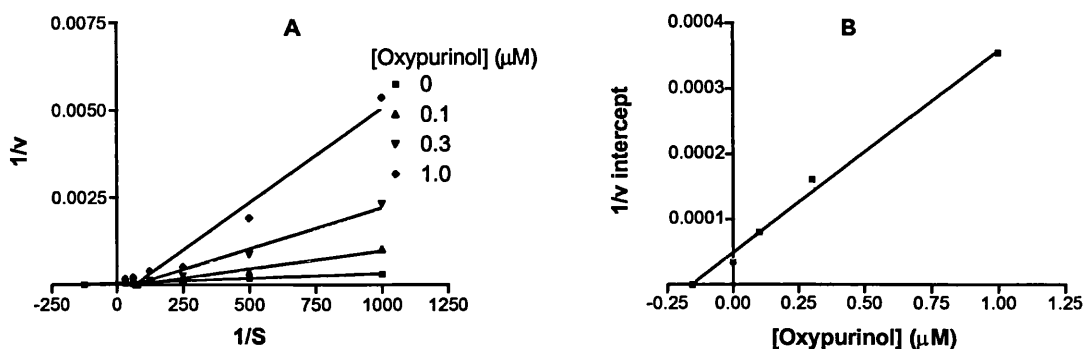 A
0.0075
0.0050
0.0025
0.0000
1/v
-250 0 250 500 750 1000 1250
1/S
[Oxypurinol] (μM)
0
0.1
0.3
1.0
B
0.0004
0.0003
0.0002
0.0001
0.0000
1/v intercept
-0.25 0.00 0.25 0.50 0.75 1.00
[Oxypurinol] (μM)